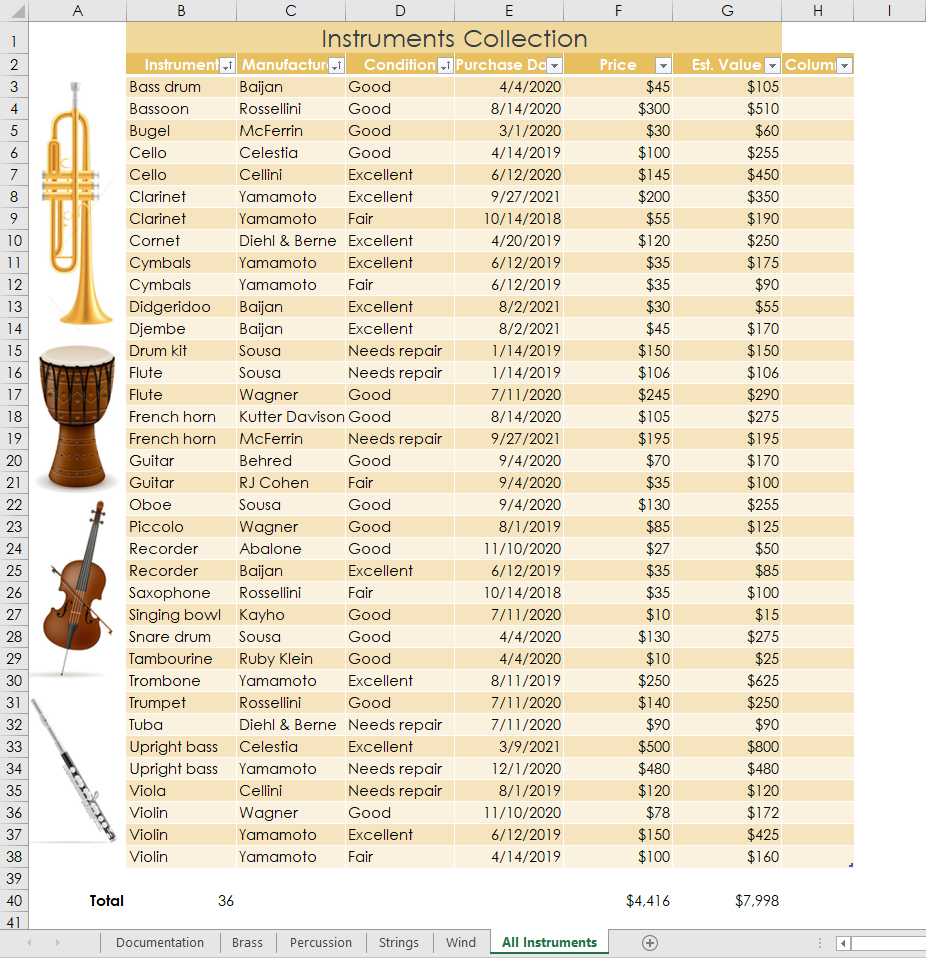 A B C D E F G H I
1 Instruments Collection
2 Instrument Manufactur Condition Purchase Da Price Est. Value Colum
3 Bass drum Baijan Good 4/4/2020 $45 $105
4 Bassoon Rossellini Good 8/14/2020 $300 $510
5 Bugel McFerrin Good 3/1/2020 $30 $60
6 Cello Celestia Good 4/14/2019 $100 $255
7 Cello Cellini Excellent 6/12/2020 $145 $450
8 Clarinet Yamamoto Excellent 9/27/2021 $200 $350
9 Clarinet Yamamoto Fair 10/14/2018 $55 $190
10 Cornet Diehl & Berne Excellent 4/20/2019 $120 $250
11 Cymbals Yamamoto Excellent 6/12/2019 $35 $175
12 Cymbals Yamamoto Fair 6/12/2019 $35 $90
13 Didgeridoo Baijan Excellent 8/2/2021 $30 $55
14 Djembe Baijan Excellent 8/2/2021 $45 $170
15 Drum kit Sousa Needs repair 1/14/2019 $150 $150
16 Flute Sousa Needs repair 1/14/2019 $106 $106
17 Flute Wagner Good 7/11/2020 $245 $290
18 French horn Kutter Davison Good 8/14/2020 $105 $275
19 French horn McFerrin Needs repair 9/27/2021 $195 $195
20 Guitar Behred Good 9/4/2020 $70 $170
21 Guitar RJ Cohen Fair 9/4/2020 $35 $100
22 Oboe Sousa Good 9/4/2020 $130 $255
23 Piccolo Wagner Good 8/1/2019 $85 $125
24 Recorder Abalone Good 11/10/2020 $27 $50
25 Recorder Baijan Excellent 6/12/2019 $35 $85
26 Saxophone Rossellini Fair 10/14/2018 $35 $100
27 Singing bowl Kayho Good 7/11/2020 $10 $15
28 Snare drum Sousa Good 4/4/2020 $130 $275
29 Tambourine Ruby Klein Good 4/4/2020 $10 $25
30 Trombone Yamamoto Excellent 8/11/2019 $250 $625
31 Trumpet Rossellini Good 7/11/2020 $140 $250
32 Tuba Diehl & Berne Needs repair 7/11/2020 $90 $90
33 Upright bass Celestia Excellent 3/9/2021 $500 $800
34 Upright bass Yamamoto Needs repair 12/1/2020 $480 $480
35 Viola Cellini Needs repair 8/1/2019 $120 $120
36 Violin Wagner Good 11/10/2020 $78 $172
37 Violin Yamamoto Excellent 6/12/2019 $150 $425
38 Violin Yamamoto Fair 4/14/2019 $100 $160
39
40 Total 36 $4,416 $7,998
41
Documentation Brass Percussion Strings Wind All Instruments